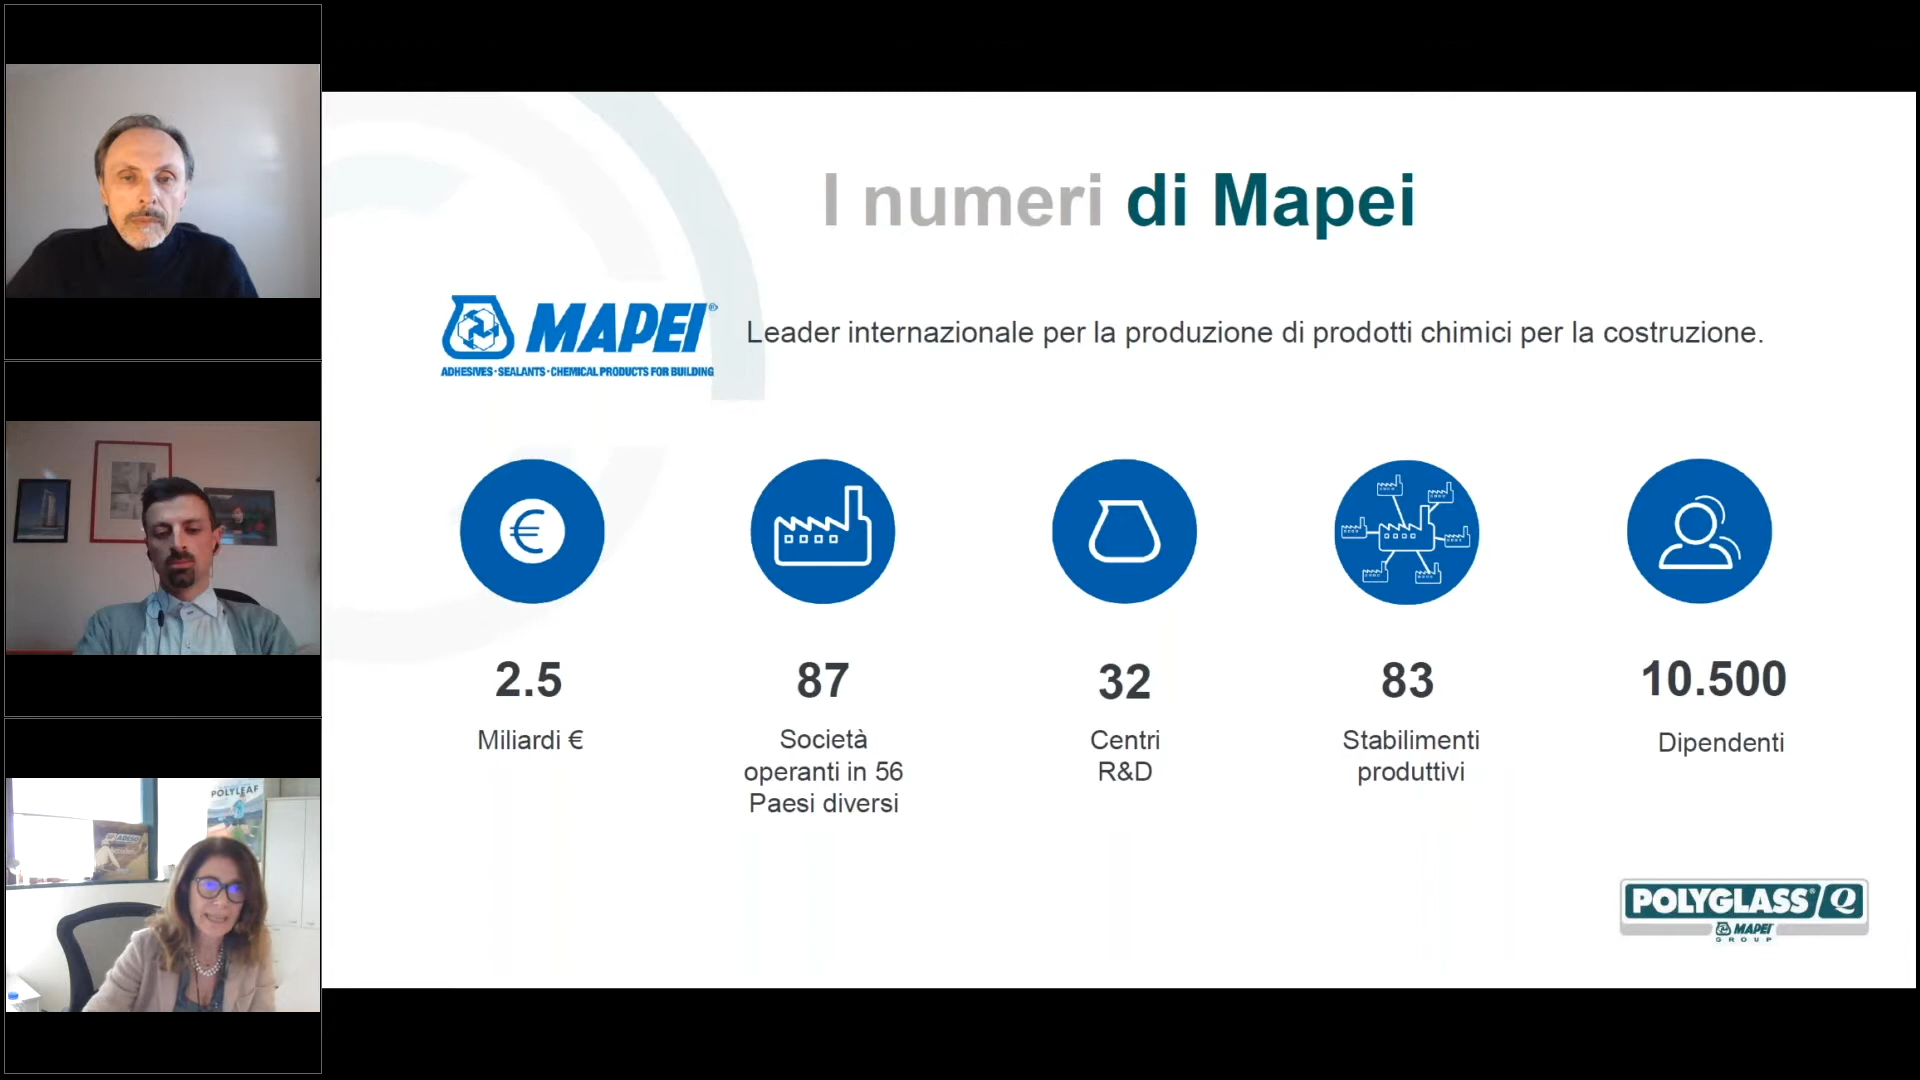 I numeri di Mapei
MAPEI®
ADHESIVES · SEALANTS · CHEMICAL PRODUCTS FOR BUILDING
Leader internazionale per la produzione di prodotti chimici per la costruzione.
€
2.5
Miliardi €
87
Società
operanti in 56
Paesi diversi
32
Centri
R&D
83
Stabilimenti
produttivi
10.500
Dipendenti
POLYGLASS® Q
MAPEI
GROUP
POLYLEAF